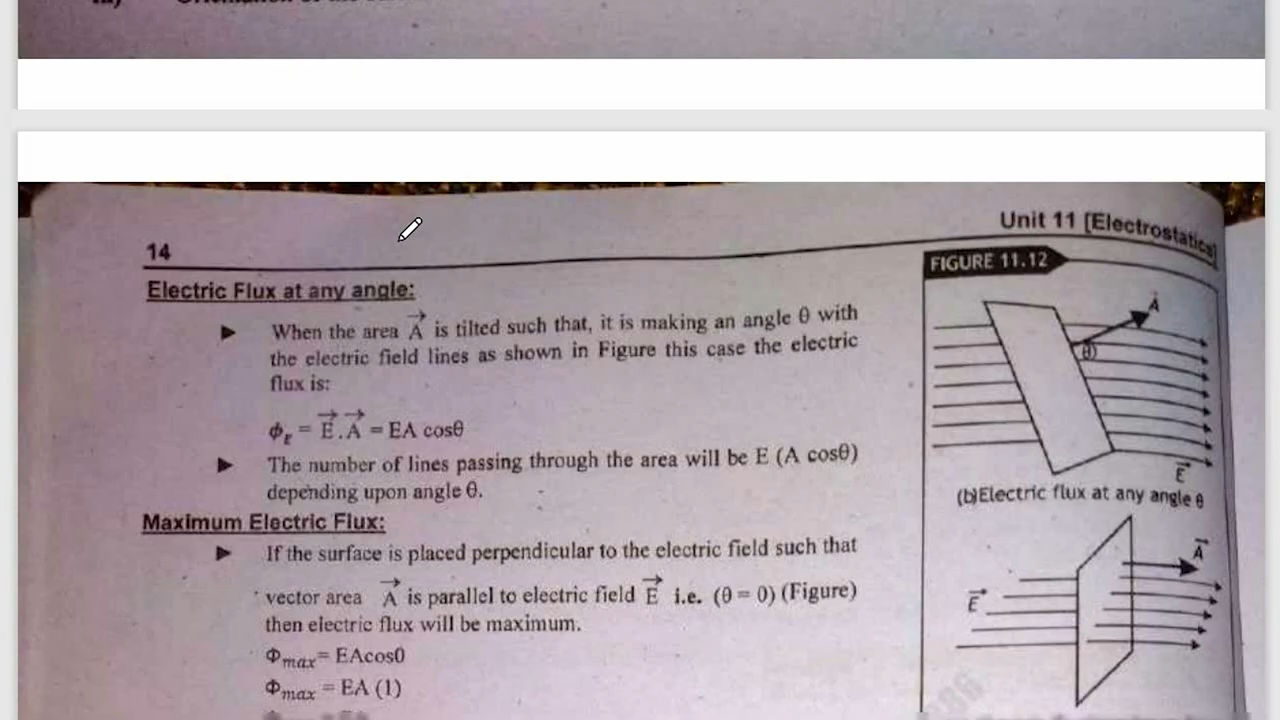 Unit 11 [Electrostatics]
14
Electric Flux at any angle:
► When the area A⃗ is tilted such that, it is making an angle θ with
the electric field lines as shown in Figure this case the electric
flux is:
ϕ_E = E⃗.A⃗ = EA cosθ
► The number of lines passing through the area will be E (A cosθ)
depending upon angle θ.
Maximum Electric Flux:
► If the surface is placed perpendicular to the electric field such that
vector area A⃗ is parallel to electric field E⃗ i.e. (θ = 0) (Figure)
then electric flux will be maximum.
Φmax = EAcos0
Φmax = EA (1)
FIGURE 11.12
A
θ
E⃗
(b)Electric flux at any angle θ
A⃗
E⃗